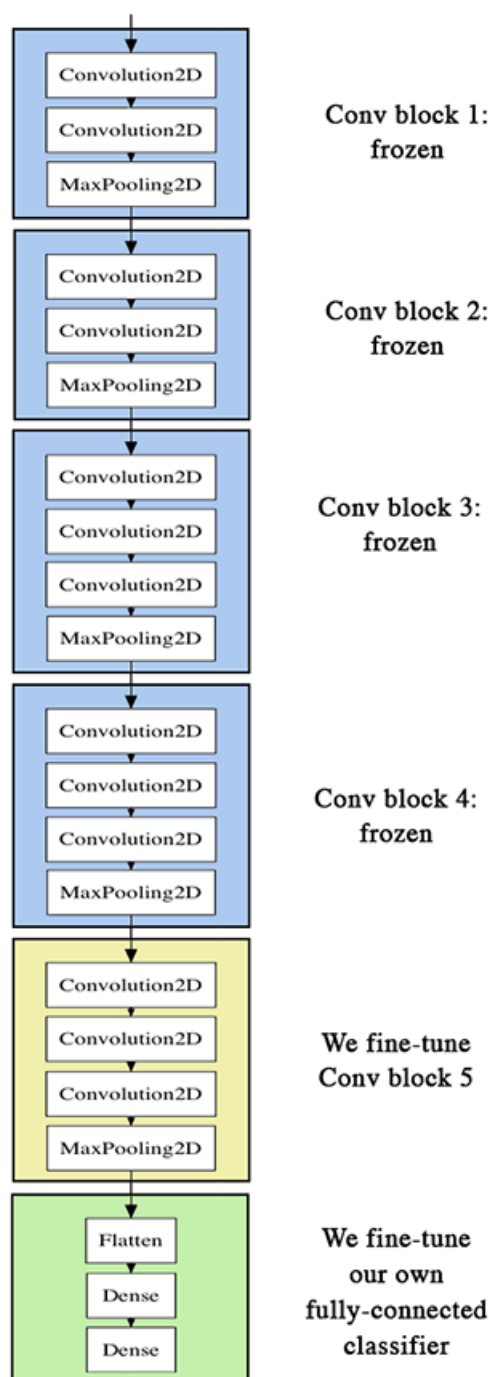 Convolution2D
Convolution2D
MaxPooling2D
Conv block 1:
frozen
Convolution2D
Convolution2D
MaxPooling2D
Conv block 2:
frozen
Convolution2D
Convolution2D
Convolution2D
MaxPooling2D
Conv block 3:
frozen
Convolution2D
Convolution2D
Convolution2D
MaxPooling2D
Conv block 4:
frozen
Convolution2D
Convolution2D
Convolution2D
MaxPooling2D
We fine-tune
Conv block 5
Flatten
Dense
Dense
We fine-tune
our own
fully-connected
classifier